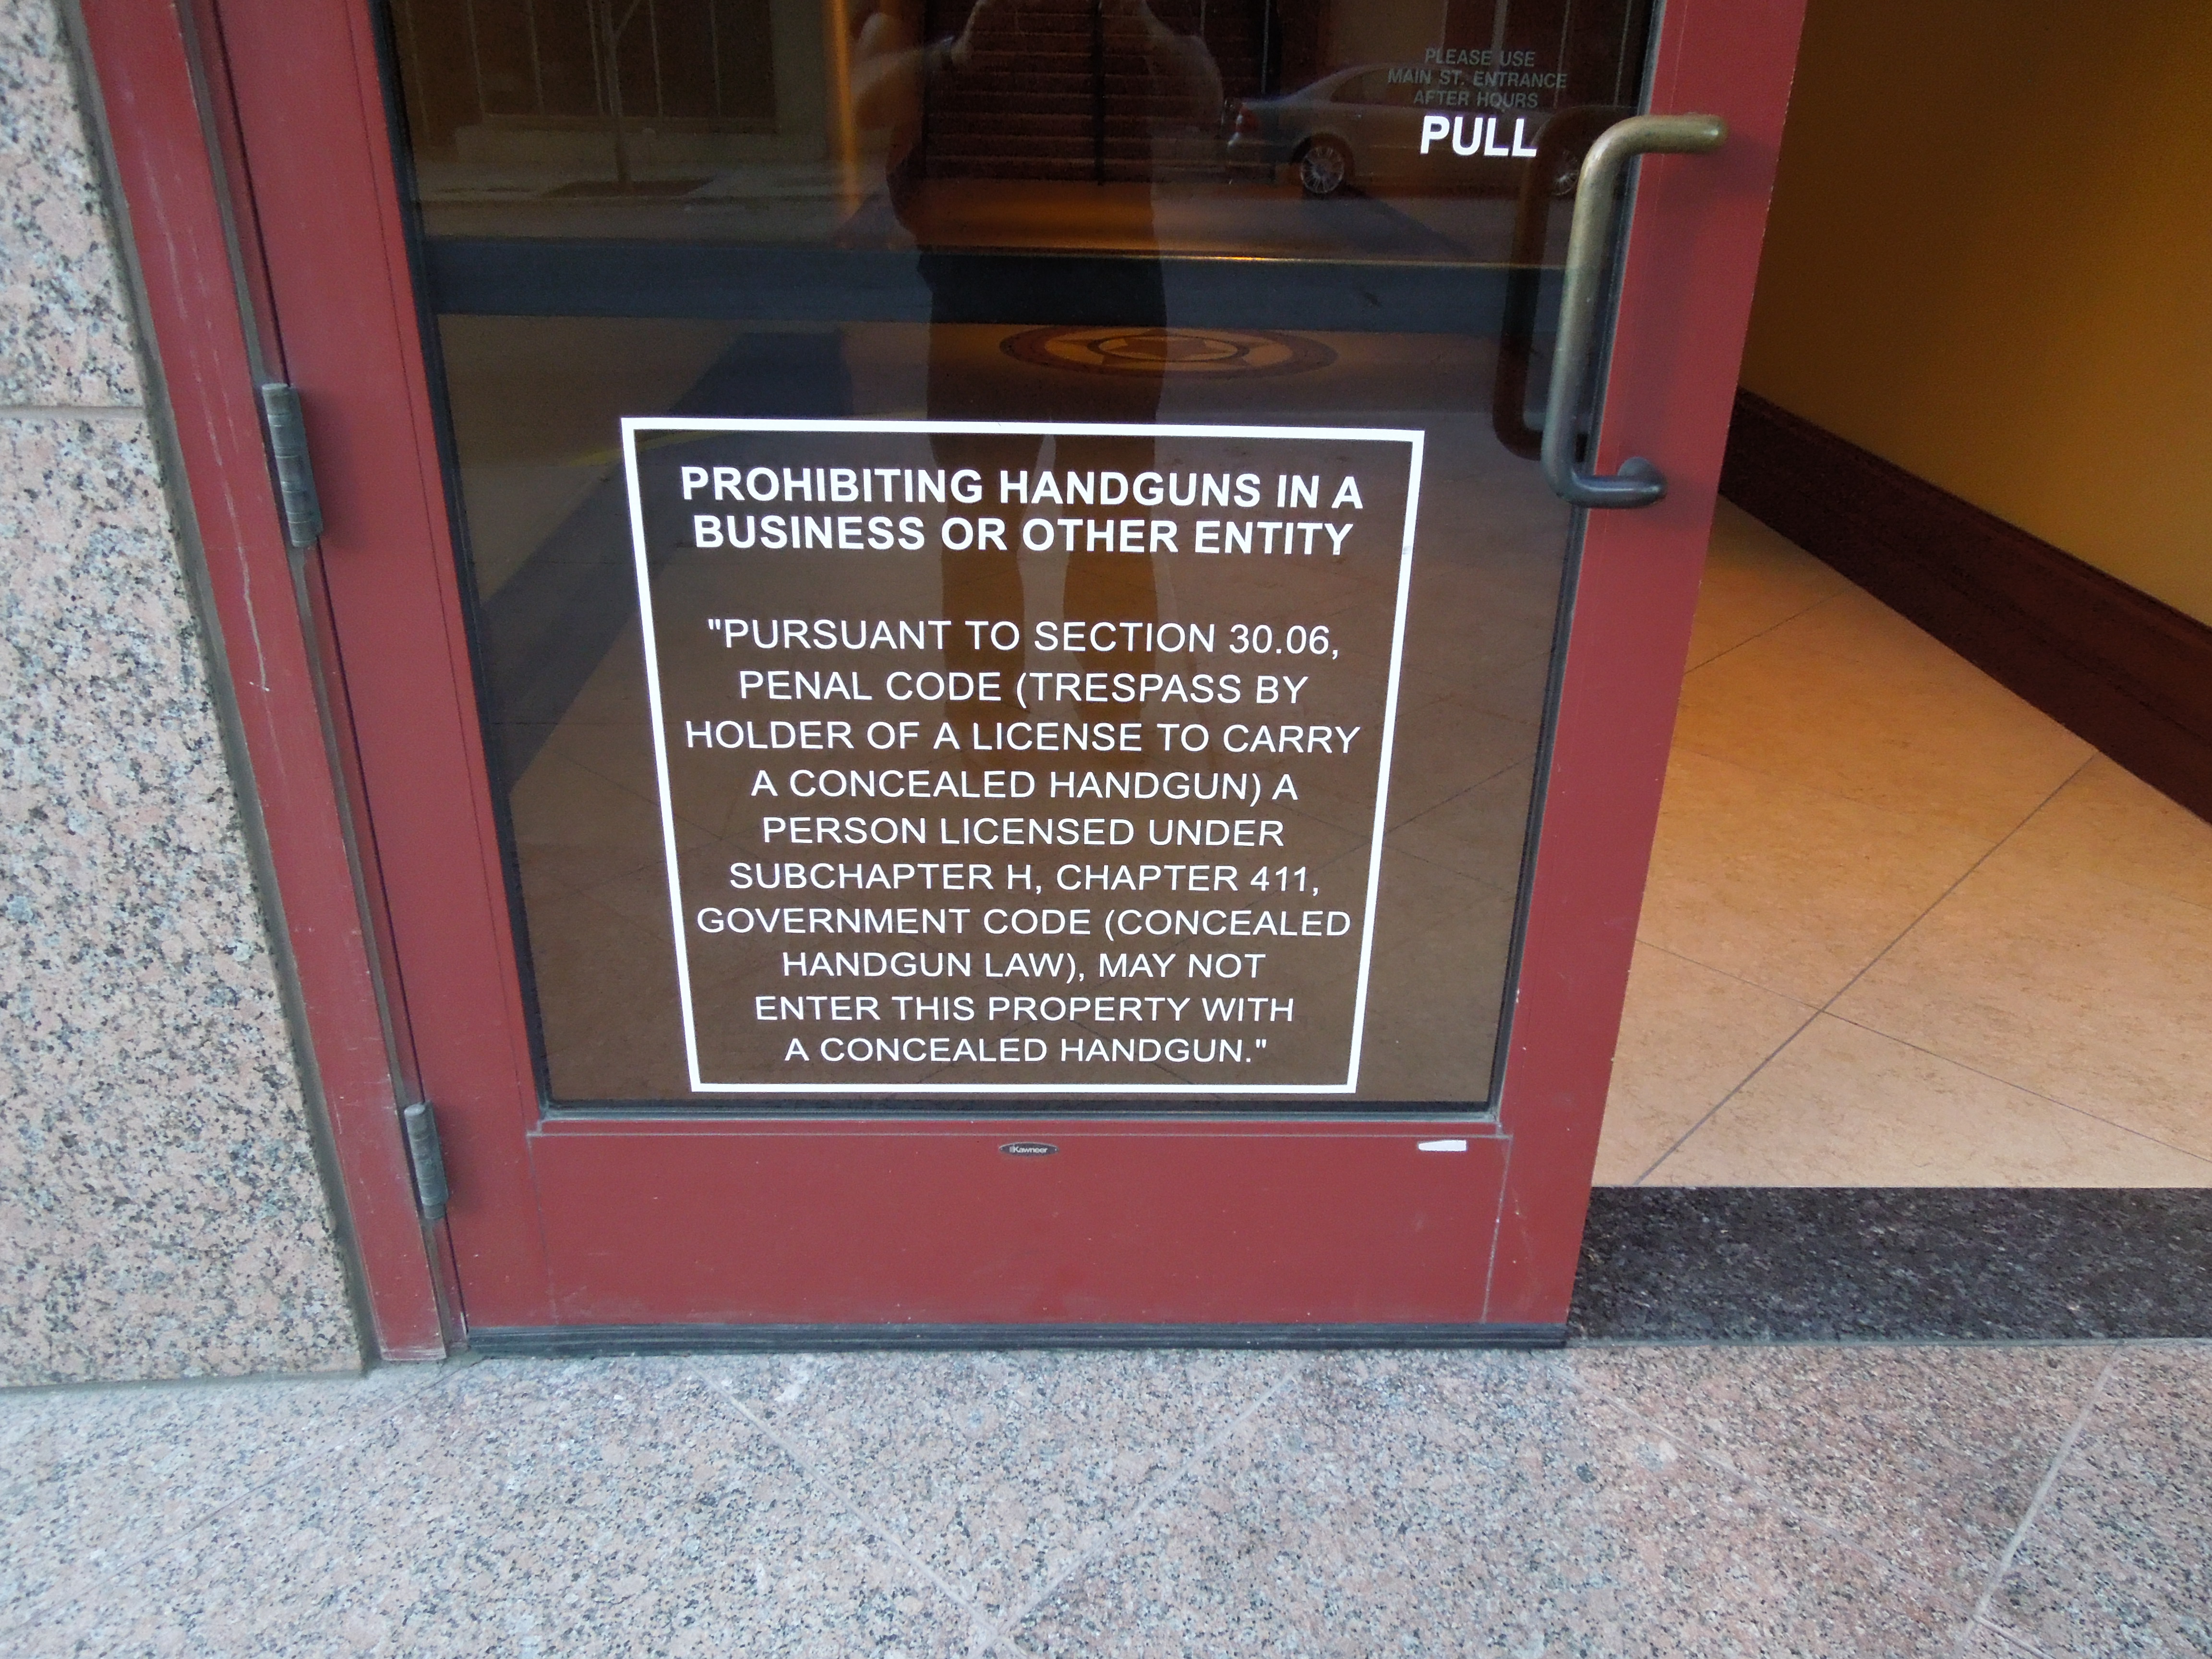 PLEASE USE
MAIN ST. ENTRANCE
AFTER HOURS
PULL
PROHIBITING HANDGUNS IN A
BUSINESS OR OTHER ENTITY
"PURSUANT TO SECTION 30.06,
PENAL CODE (TRESPASS BY
HOLDER OF A LICENSE TO CARRY
A CONCEALED HANDGUN) A
PERSON LICENSED UNDER
SUBCHAPTER H, CHAPTER 411,
GOVERNMENT CODE (CONCEALED
HANDGUN LAW), MAY NOT
ENTER THIS PROPERTY WITH
A CONCEALED HANDGUN."
Kawneer